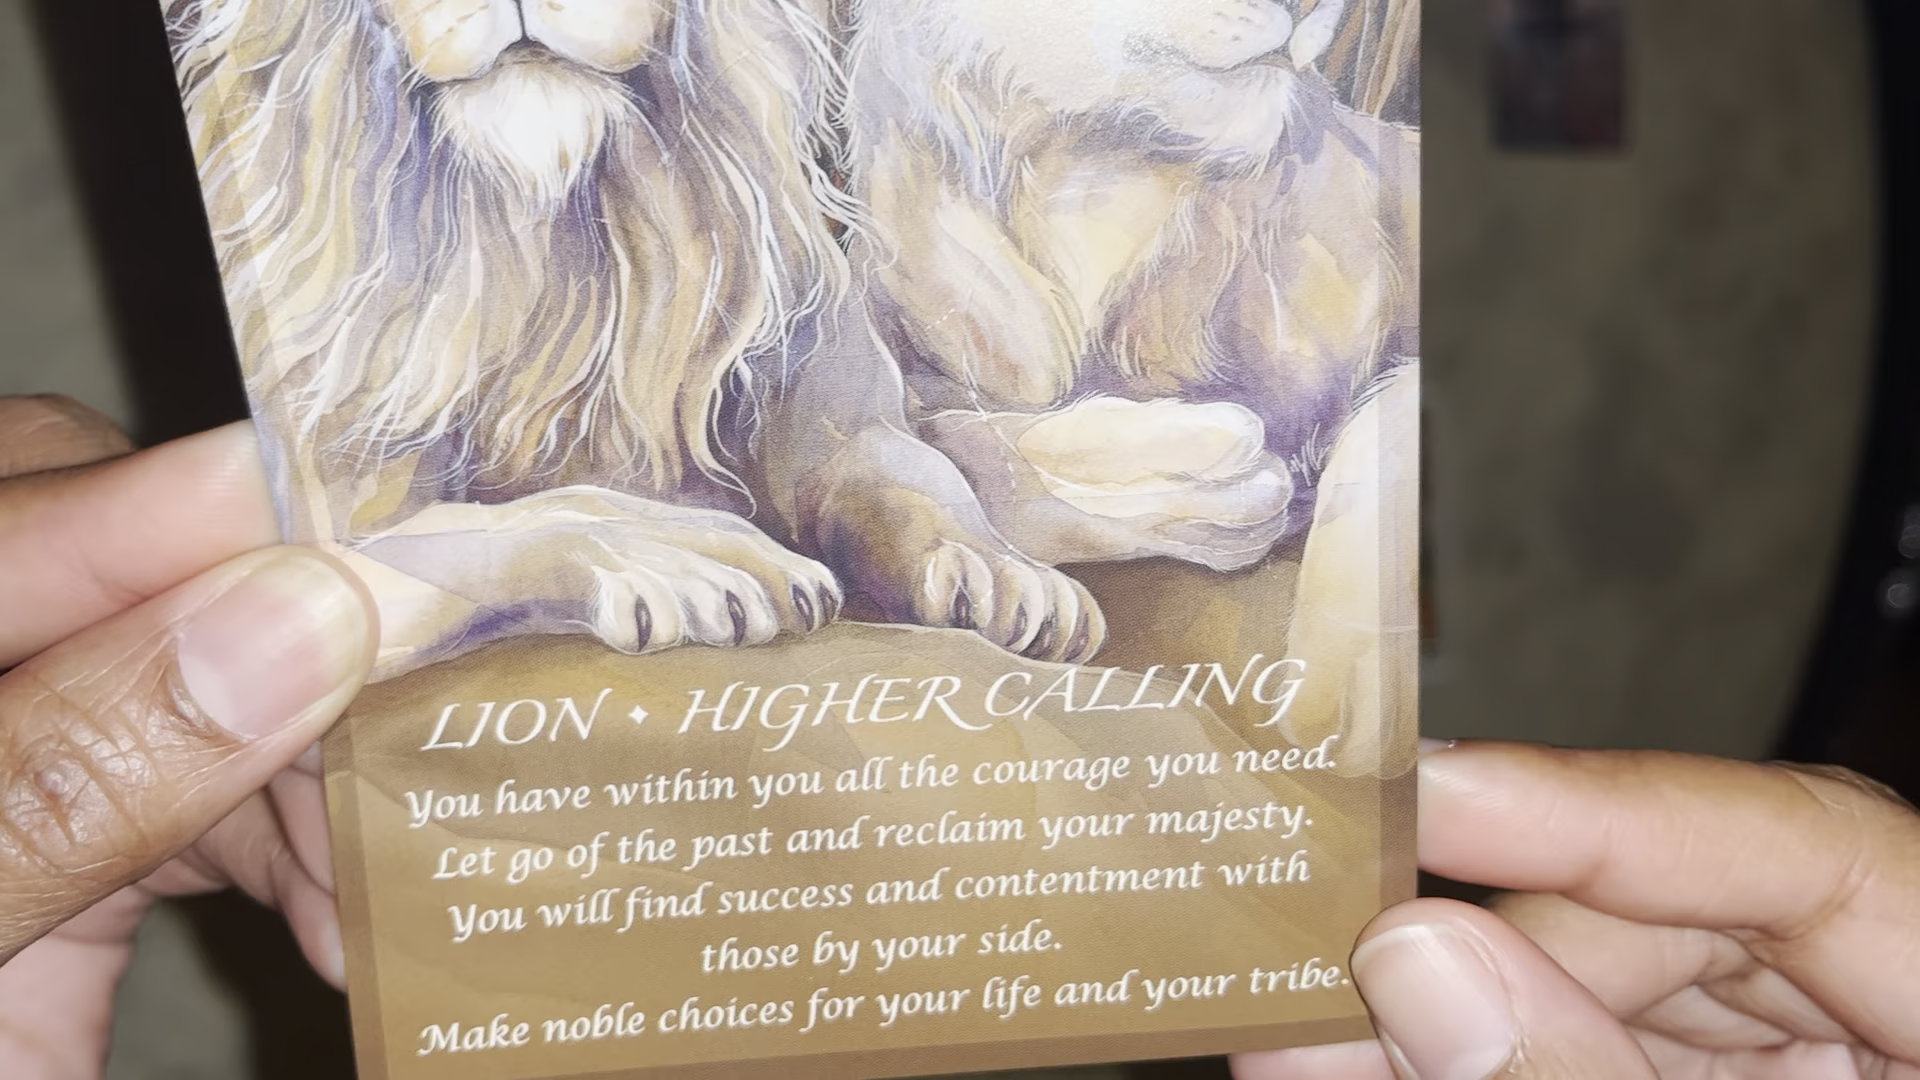 LION ✦ HIGHER CALLING
You have within you all the courage you need.
Let go of the past and reclaim your majesty.
You will find success and contentment with
those by your side.
Make noble choices for your life and your tribe.